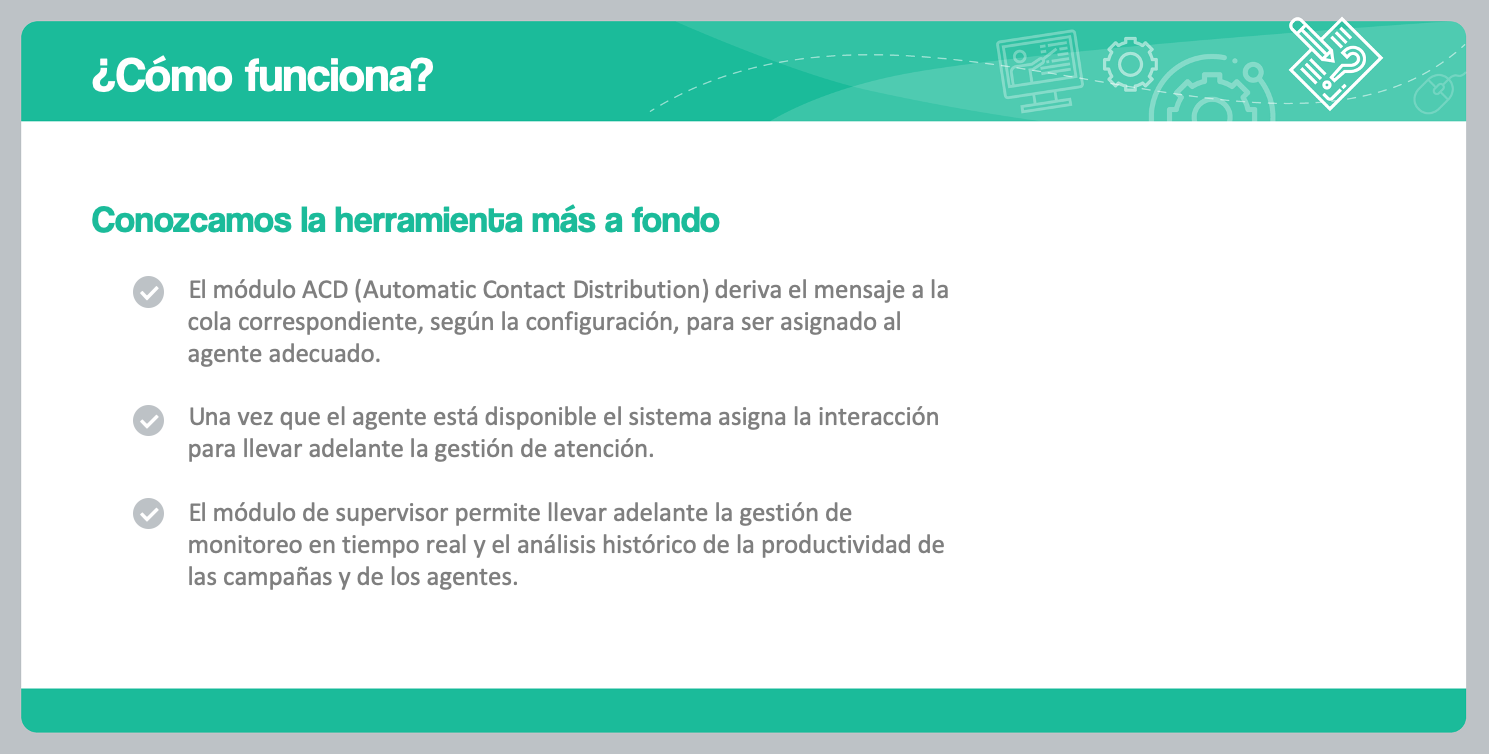 ¿Cómo funciona?
Conozcamos la herramienta más a fondo
El módulo ACD (Automatic Contact Distribution) deriva el mensaje a la
cola correspondiente, según la configuración, para ser asignado al
agente adecuado.
Una vez que el agente está disponible el sistema asigna la interacción
para llevar adelante la gestión de atención.
El módulo de supervisor permite llevar adelante la gestión de
monitoreo en tiempo real y el análisis histórico de la productividad de
las campañas y de los agentes.